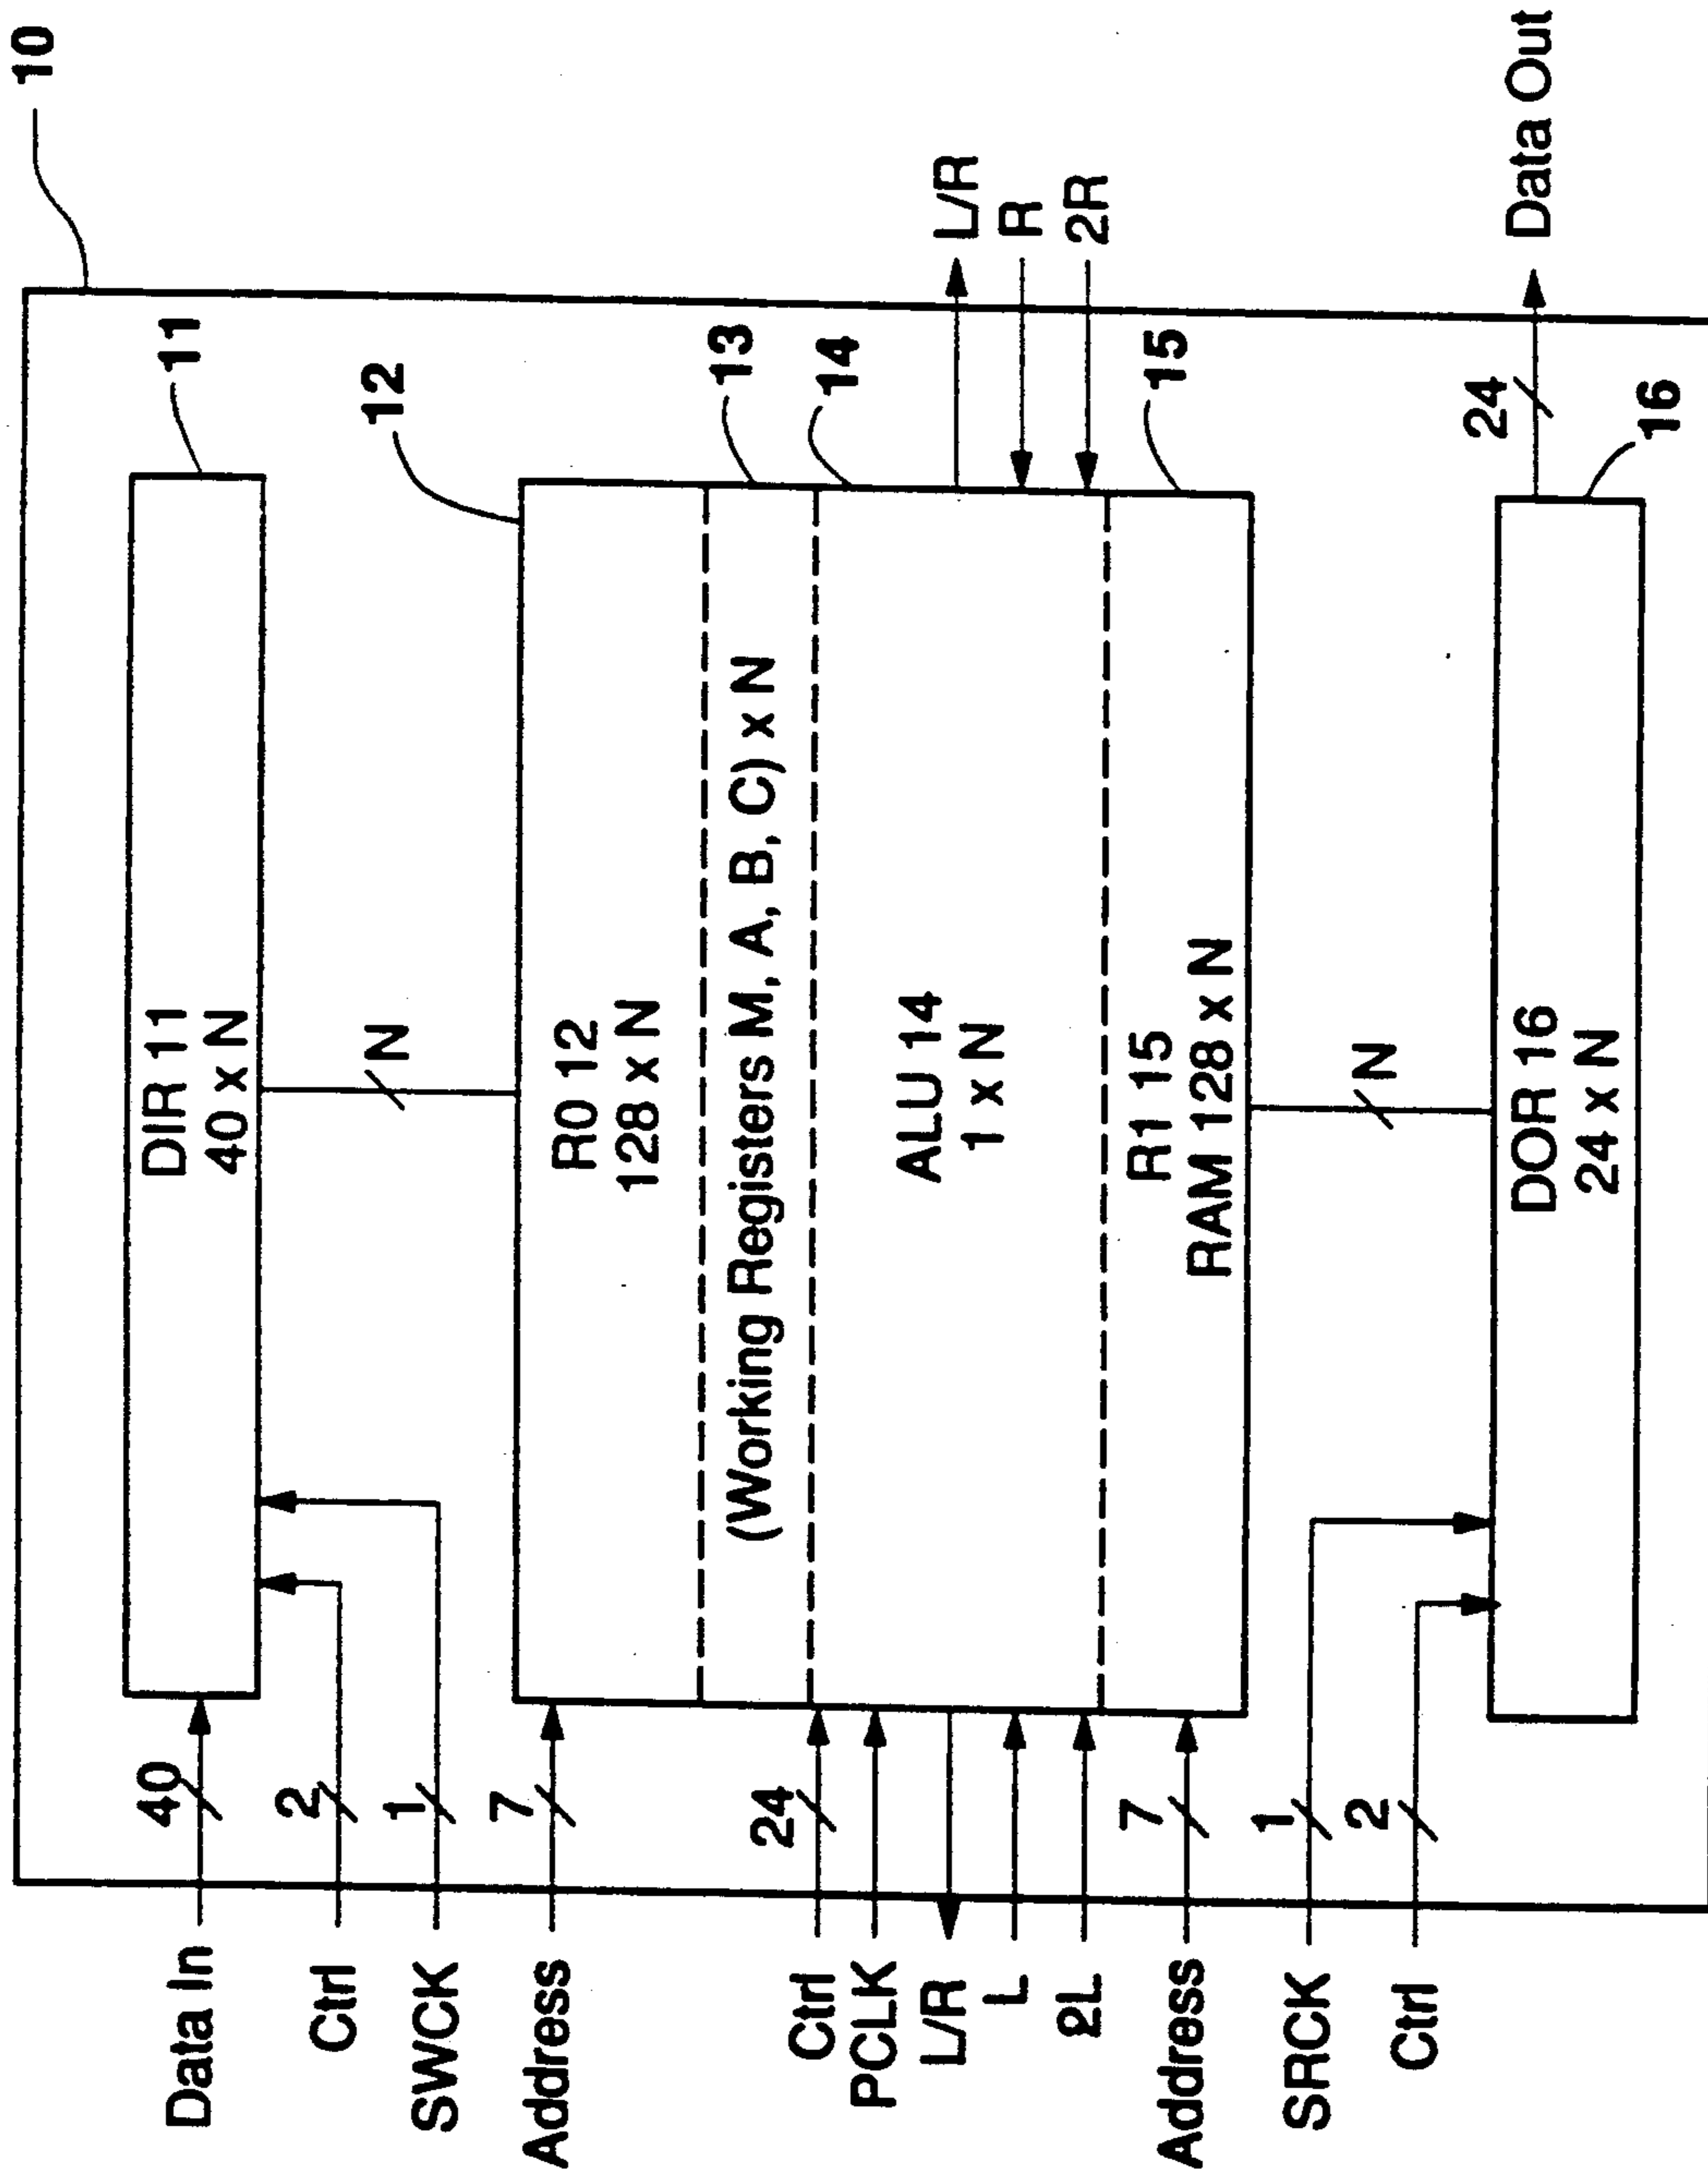 10
DIR 11
40 x N
11
Data In
40
Ctrl
2
SWCK
1
N
12
Address
7
R0 12
128 x N
13
(Working Registers M, A, B, C) x N
14
Ctrl
24
PCLK
L/R
L
2L
ALU 14
1 x N
L/R
R
2R
Address
7
R1 15
RAM 128 x N
15
SRCK
1
Ctrl
2
N
DOR 16
24 x N
24
Data Out
16